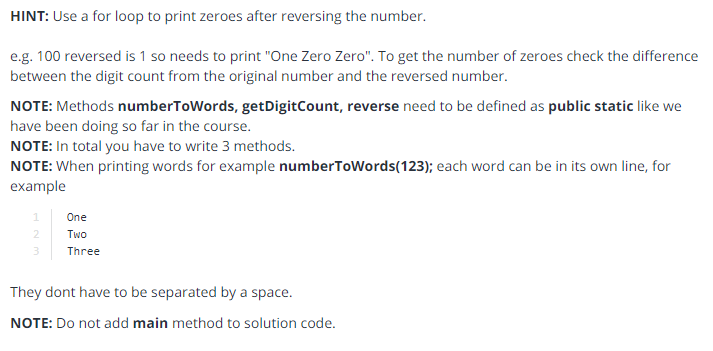 HINT: Use a for loop to print zeroes after reversing the number.
e.g. 100 reversed is 1 so needs to print "One Zero Zero". To get the number of zeroes check the difference
between the digit count from the original number and the reversed number.
NOTE: Methods numberToWords, getDigitCount, reverse need to be defined as public static like we
have been doing so far in the course.
NOTE: In total you have to write 3 methods.
NOTE: When printing words for example numberToWords(123); each word can be in its own line, for
example
1 One
2 Two
3 Three
They dont have to be separated by a space.
NOTE: Do not add main method to solution code.